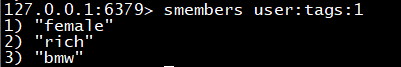 127.0.0.1:6379> smembers user:tags:1
1) "female"
2) "rich"
3) "bmw"